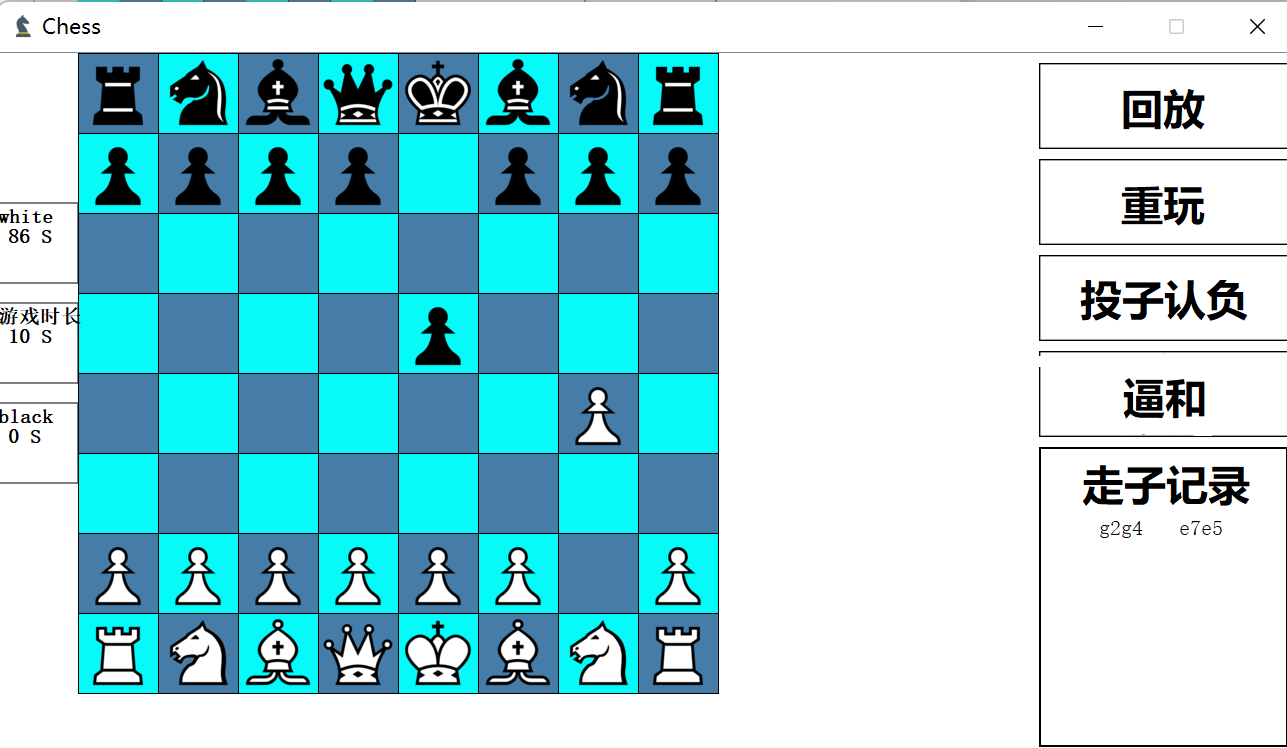 Chess
white
86 S
游戏时长
10 S
black
0 S
回放
重玩
投子认负
逼和
走子记录
g2g4 e7e5